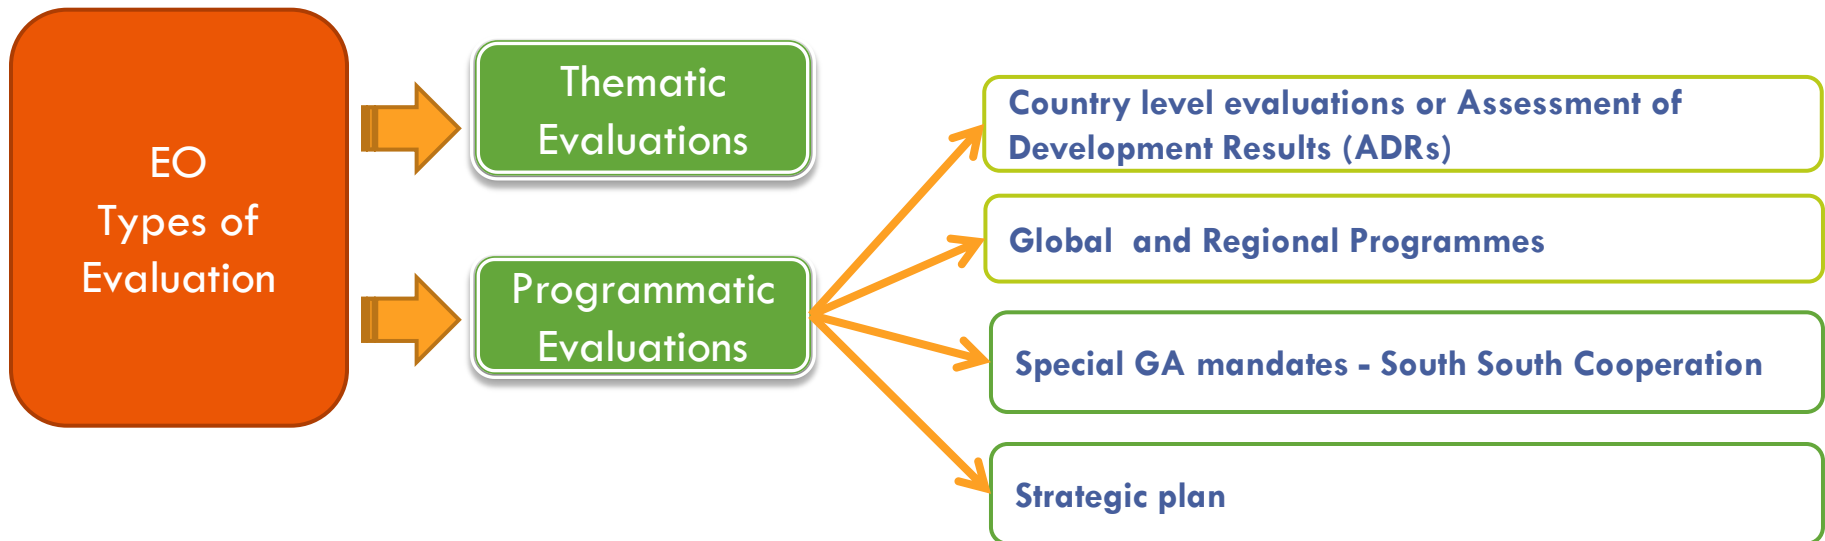 EO
Types of
Evaluation
Thematic
Evaluations
Programmatic
Evaluations
Country level evaluations or Assessment of
Development Results (ADRs)
Global and Regional Programmes
Special GA mandates - South South Cooperation
Strategic plan